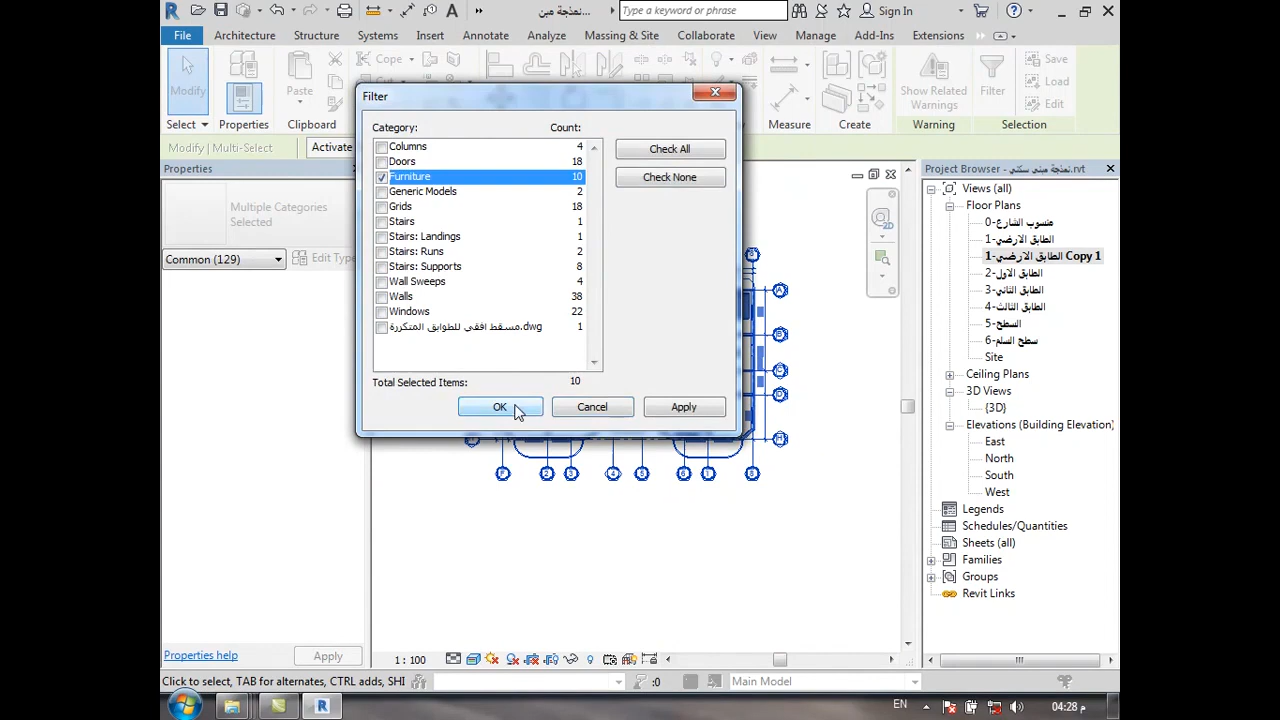 نمذجة مبن...
Type a keyword or phrase
Sign In
File
Architecture
Structure
Systems
Insert
Annotate
Analyze
Massing & Site
Collaborate
View
Manage
Add-Ins
Extensions
Modify
Paste
Cope
Show Related
Warnings
Filter
Save
Load
Edit
Select
Properties
Clipboard
Measure
Create
Warning
Selection
Modify | Multi-Select
Activate
Properties
Multiple Categories
Selected
Common (129)
Edit Type
Filter
Category:
Count:
Columns 4
Doors 18
Furniture 10
Generic Models 2
Grids 18
Stairs 1
Stairs: Landings 1
Stairs: Runs 2
Stairs: Supports 8
Wall Sweeps 4
Walls 38
Windows 22
مسقط افقي للطوابق المتكررة.dwg 1
Total Selected Items: 10
Check All
Check None
OK
Cancel
Apply
Project Browser - نمذجة مبنى سكني.rvt
Views (all)
Floor Plans
0-منسوب الشارع
1-الطابق الارضي
1-الطابق الارضي Copy 1
2-الطابق الاول
3-الطابق الثاني
4-الطابق الثالث
5-السطح
6-سطح السلم
Site
Ceiling Plans
3D Views
{3D}
Elevations (Building Elevation)
East
North
South
West
Legends
Schedules/Quantities
Sheets (all)
Families
Groups
Revit Links
Properties help
Apply
1 : 100
Click to select, TAB for alternates, CTRL adds, SHI
:0
Main Model
EN
04:28 م